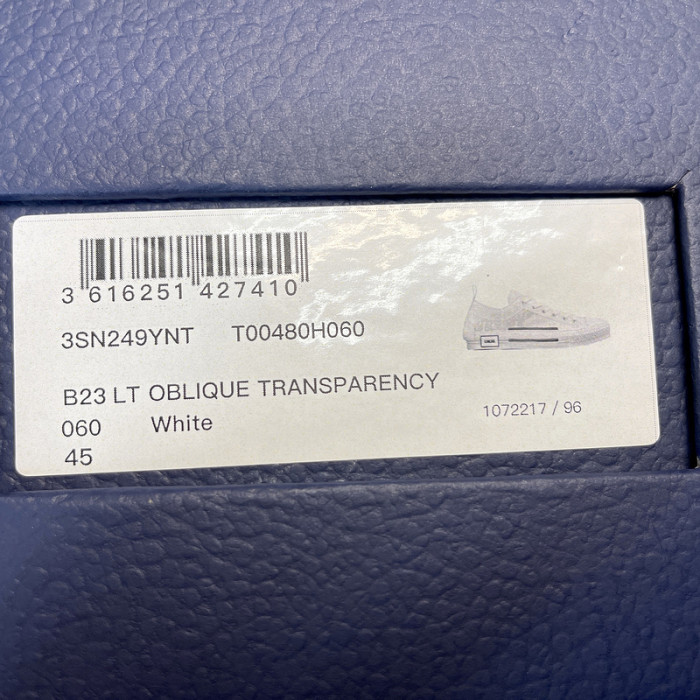 3 616251 427410
3SN249YNT T00480H060
B23 LT OBLIQUE TRANSPARENCY
060 White
1072217 / 96
45